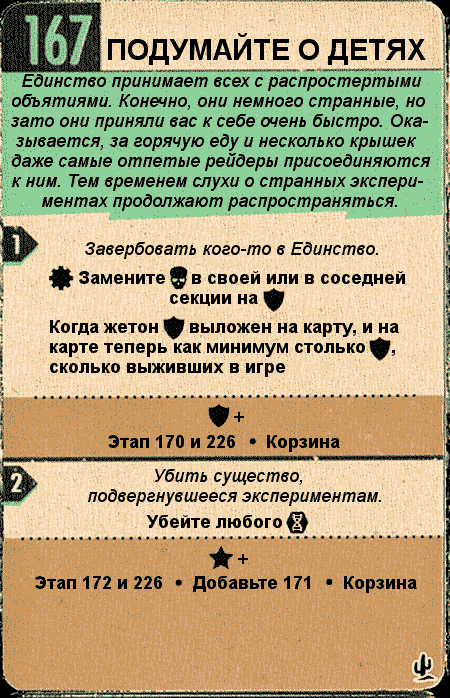 167 ПОДУМАЙТЕ О ДЕТЯХ
Единство принимает всех с распростертыми
объятиями. Конечно, они немного странные, но
зато они приняли вас к себе очень быстро. Ока-
зывается, за горячую еду и несколько крышек
даже самые отпетые рейдеры присоединяются
к ним. Тем временем слухи о странных экспери-
ментах продолжают распространяться.
1
Завербовать кого-то в Единство.
Замените в своей или в соседней
секции на
Когда жетон выложен на карту, и на
карте теперь как минимум столько ,
сколько выживших в игре
+
Этап 170 и 226 • Корзина
2
Убить существо,
подвергнувшееся экспериментам.
Убейте любого
+
Этап 172 и 226 • Добавьте 171 • Корзина